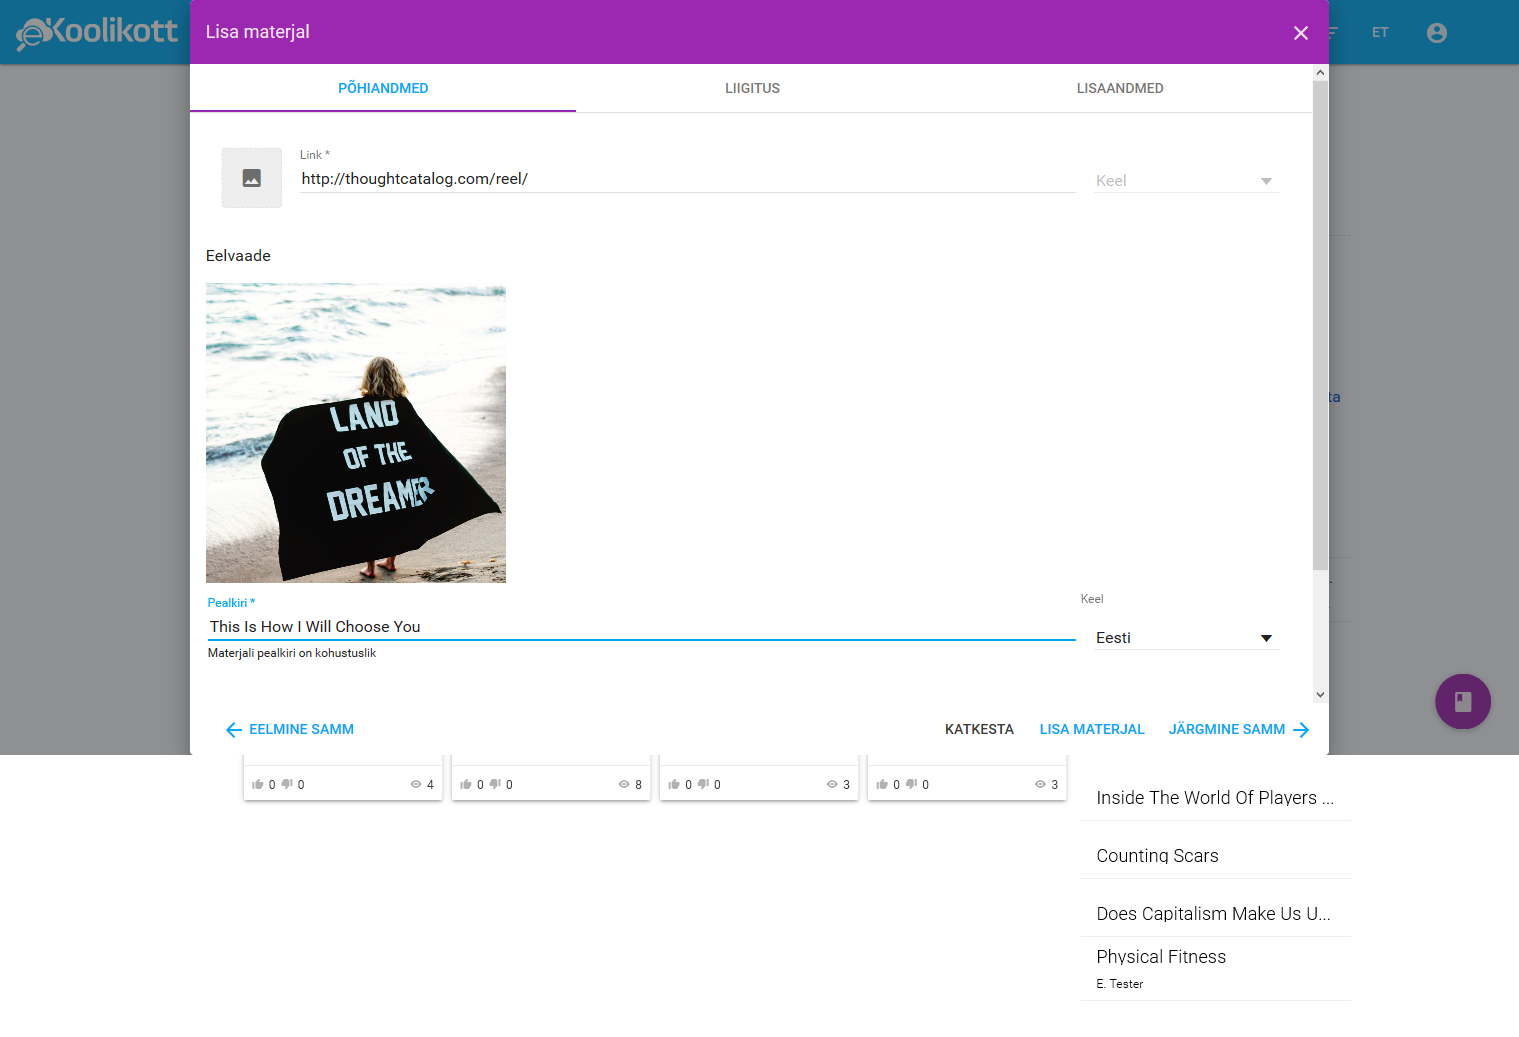 eKoolikott
Lisa materjal
ET
PÕHIANDMED
LIIGITUS
LISAANDMED
Link *
http://thoughtcatalog.com/reel/
Keel
Eelvaade
LAND
OF THE
DREAMER
ta
Pealkiri *
Keel
This Is How I Will Choose You
Eesti
Materjali pealkiri on kohustuslik
EELMINE SAMM
KATKESTA
LISA MATERJAL
JÄRGMINE SAMM
0 0 4
0 0 8
0 0 3
0 0 3
Inside The World Of Players ...
Counting Scars
Does Capitalism Make Us U...
Physical Fitness
E. Tester